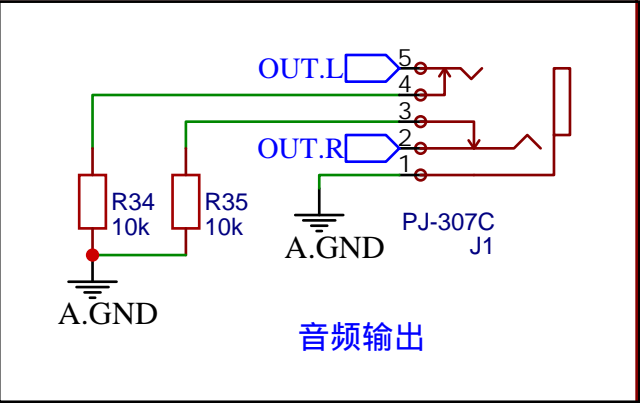 OUT.L
5
4
3
OUT.R
2
1
R34
10k
R35
10k
PJ-307C
J1
A.GND
A.GND
音频输出